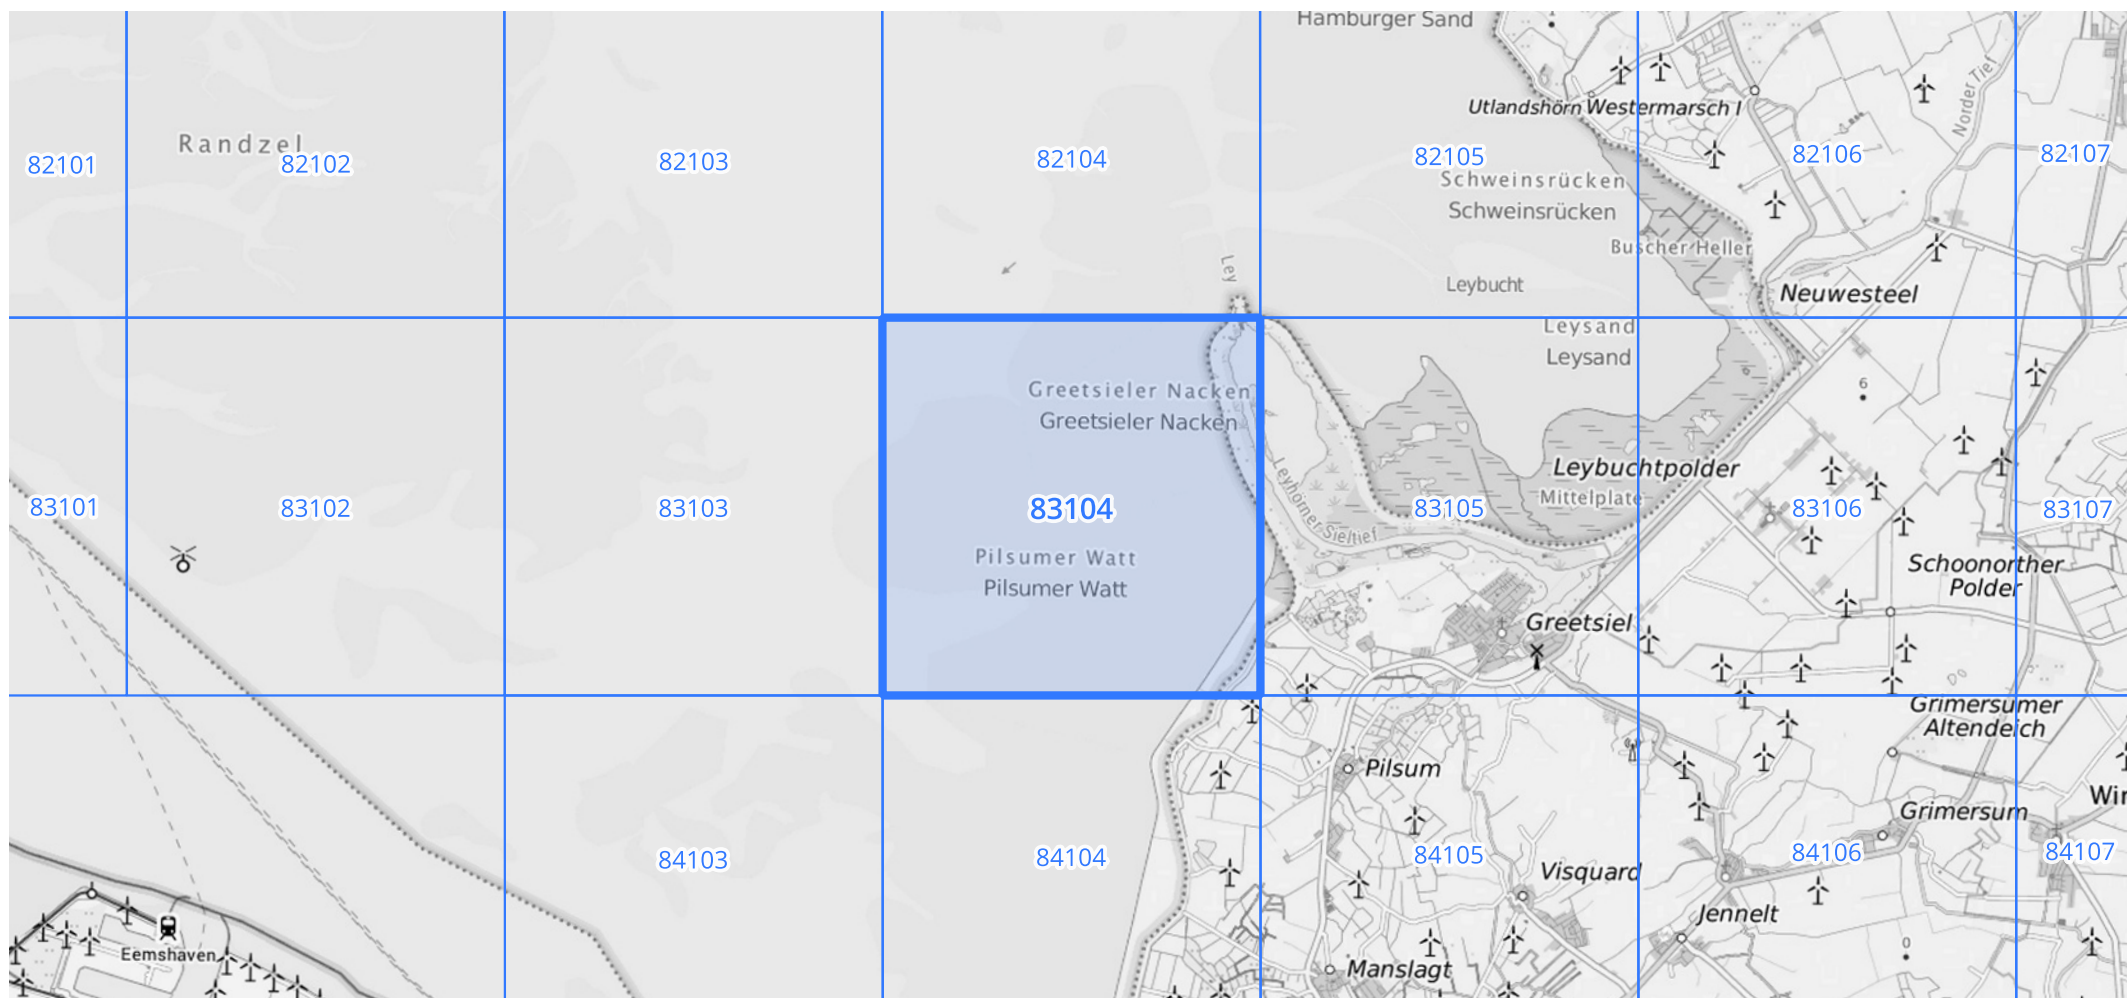 Hamburger Sand
Utlandshörn Westermarsch I
Norder Tief
Randzel
82101
82102
82103
82104
82105
82106
82107
Schweinsrücken
Schweinsrücken
Buscher Heller
Ley
Leybucht
Neuwesteel
Leysand
Leysand
Greetsieler Nacken
Greetsieler Nacken
6
Leybuchtpolder
Mittelplate
Leyhörner Sieltief
83101
83102
83103
83104
83105
83106
83107
Pilsumer Watt
Pilsumer Watt
Schoonorther
Polder
Greetsiel
Grimersumer
Altendeich
Pilsum
Wir
Grimersum
84103
84104
84105
84106
84107
Visquard
Jennelt
Eemshaven
0
Manslagt